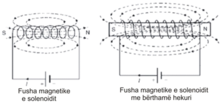 S N
S N
Fusha magnetike
e solenoidit
Fusha magnetike e solenoidit
me bërthamë hekuri